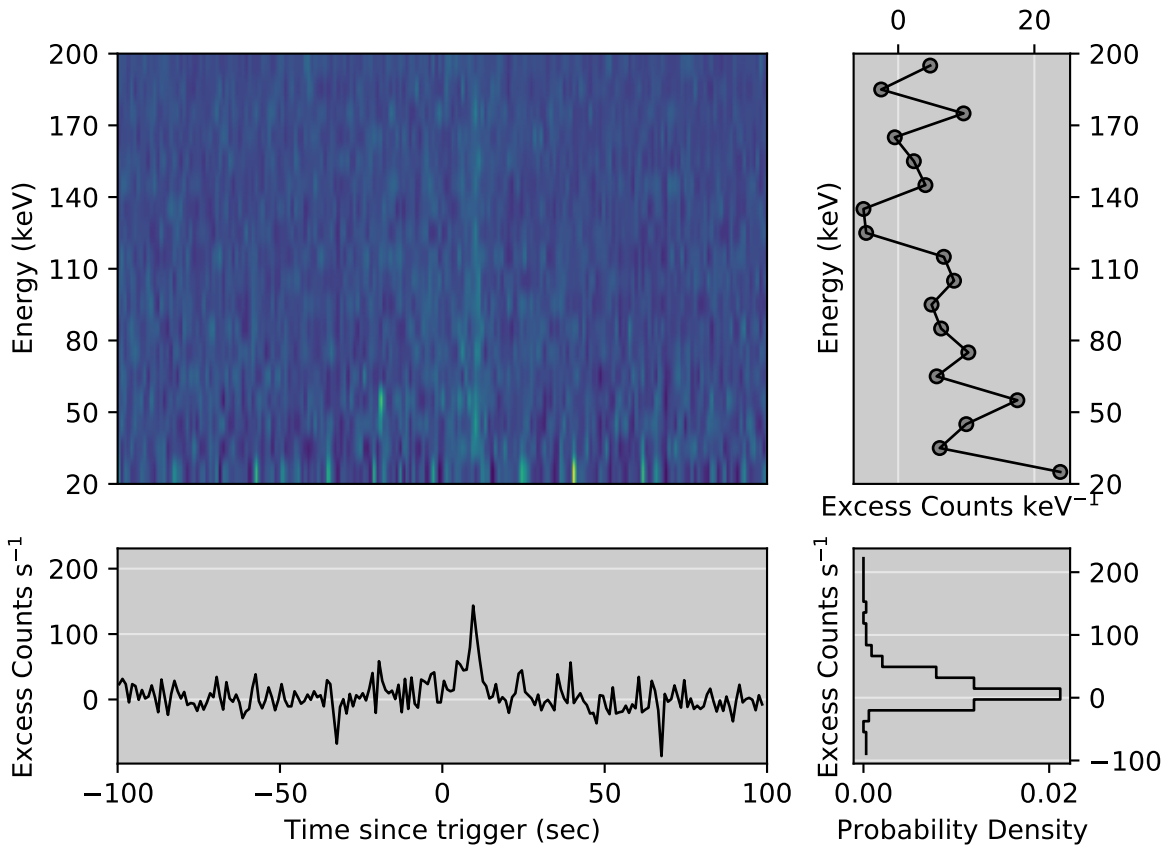 0 20
200
170
140
110
80
50
20
Energy (keV)
200
170
140
110
80
50
20
Energy (keV)
Excess Counts keV⁻¹
200
100
0
Excess Counts s⁻¹
−100 −50 0 50 100
Time since trigger (sec)
200
100
0
−100
Excess Counts s⁻¹
0.00 0.02
Probability Density